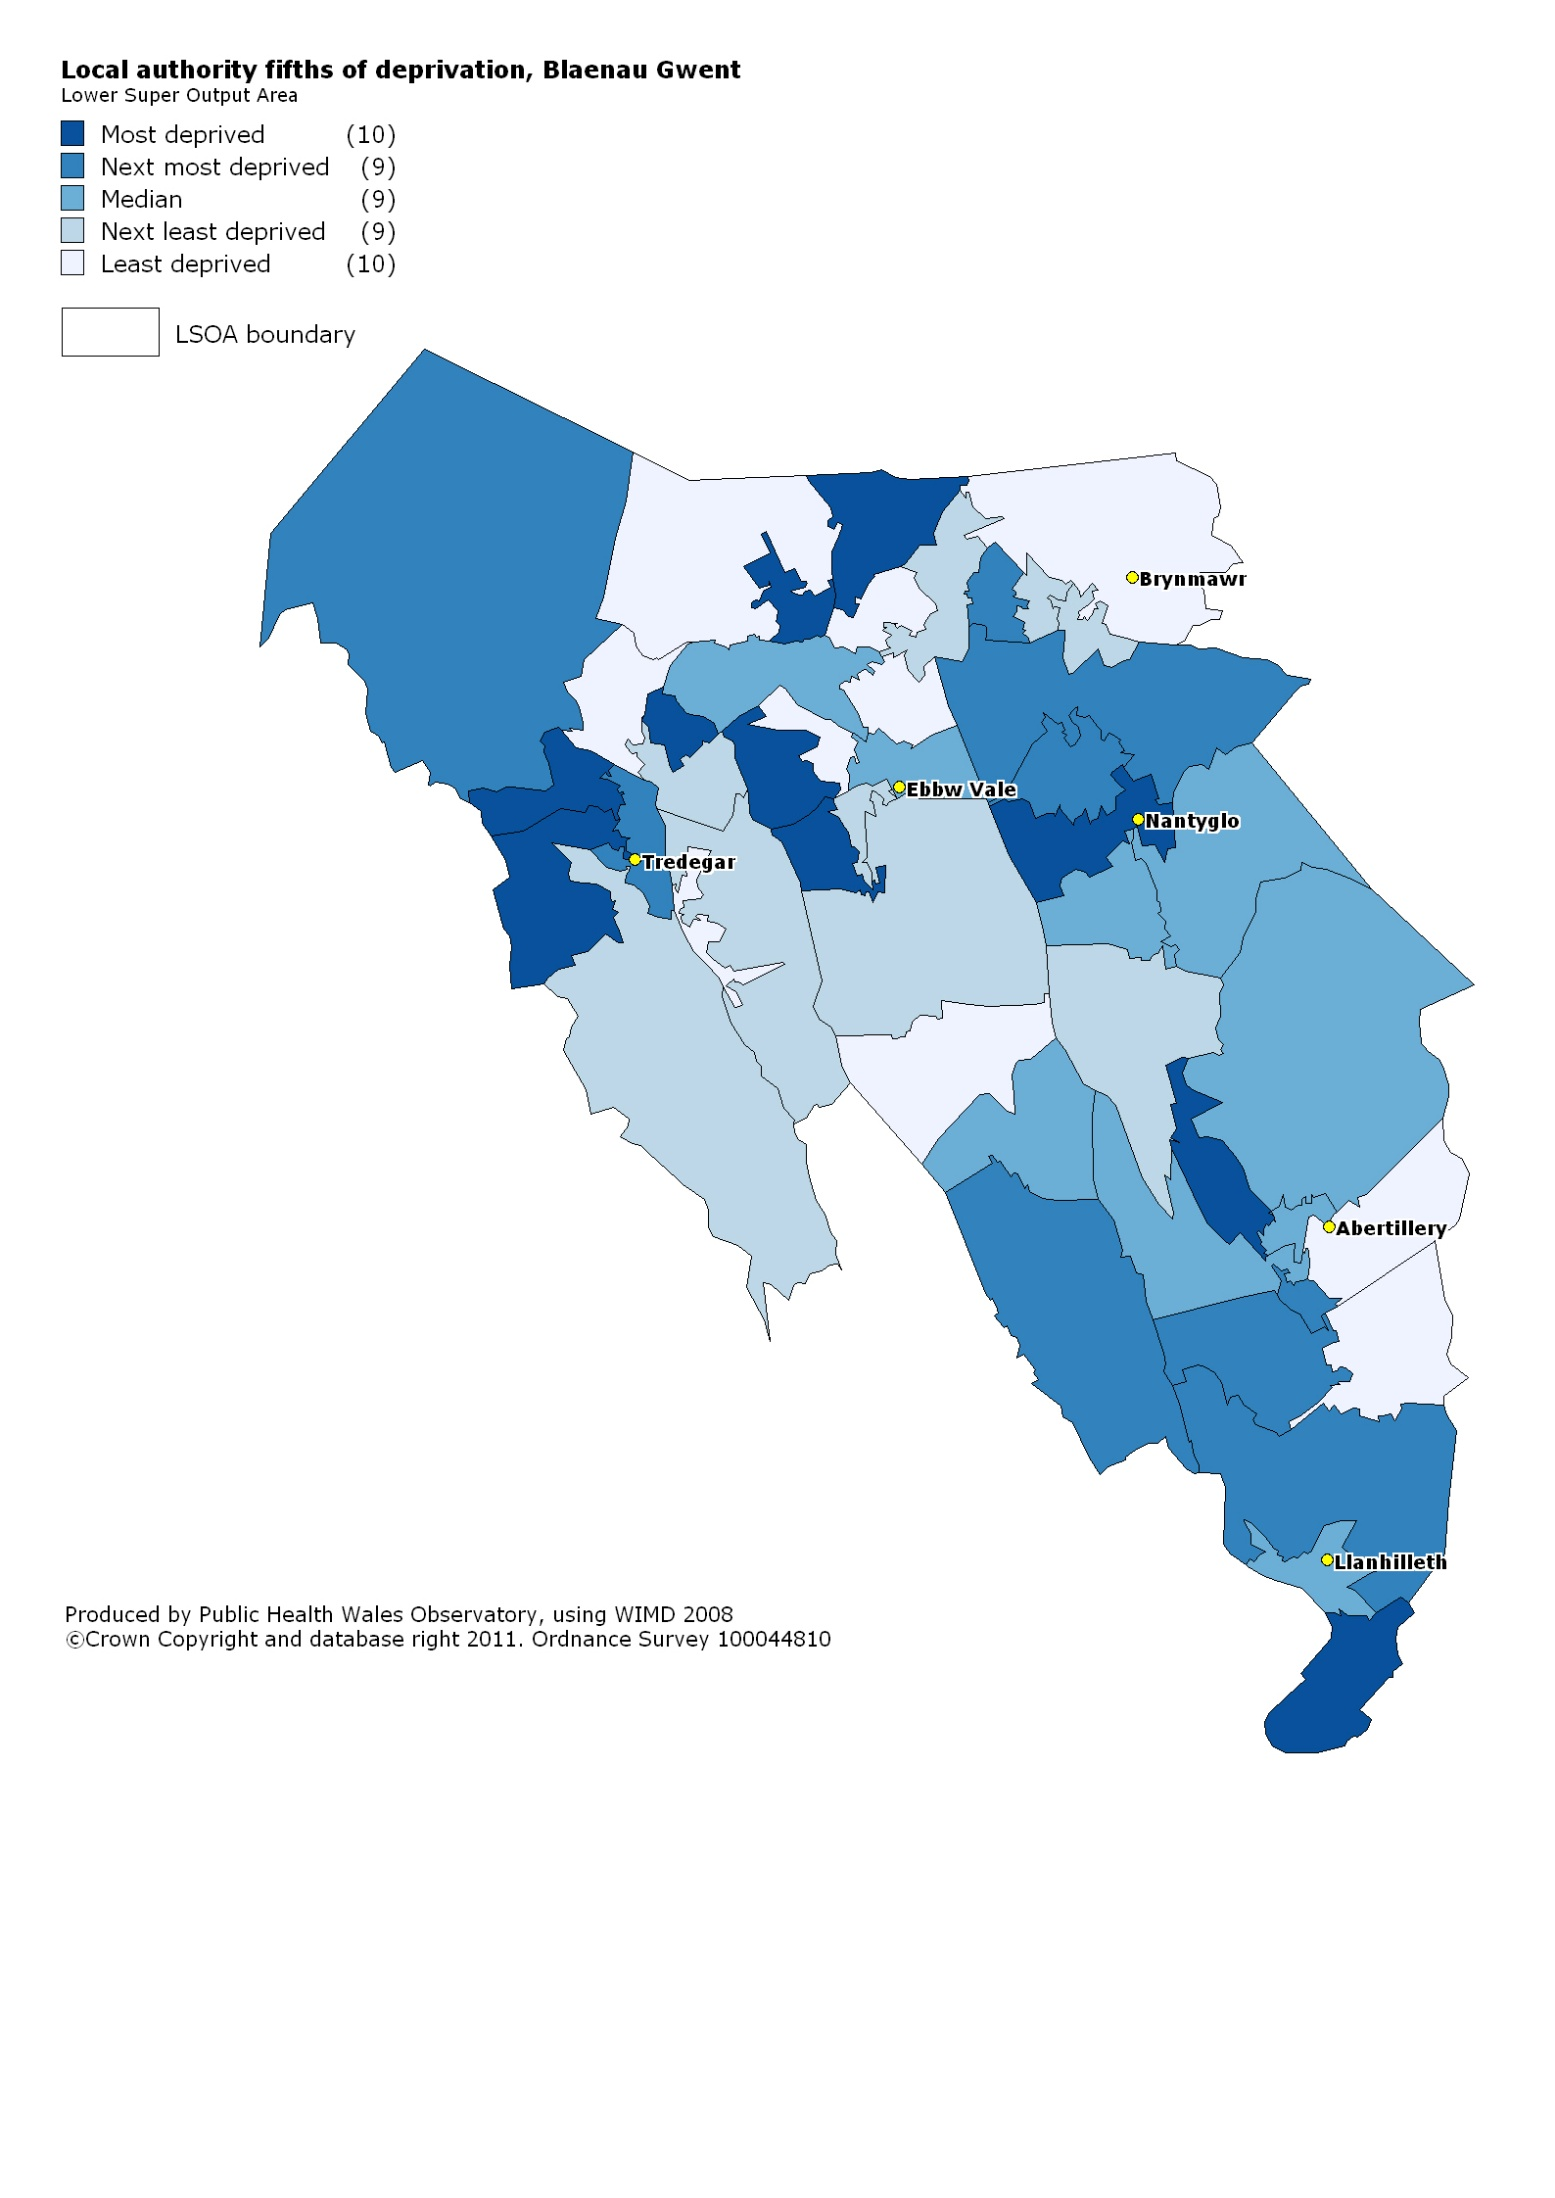 Local authority fifths of deprivation, Blaenau Gwent
Lower Super Output Area
Most deprived (10)
Next most deprived (9)
Median (9)
Next least deprived (9)
Least deprived (10)
LSOA boundary
Brynmawr
Ebbw Vale
Nantyglo
Tredegar
Abertillery
Llanhilleth
Produced by Public Health Wales Observatory, using WIMD 2008
©Crown Copyright and database right 2011. Ordnance Survey 100044810